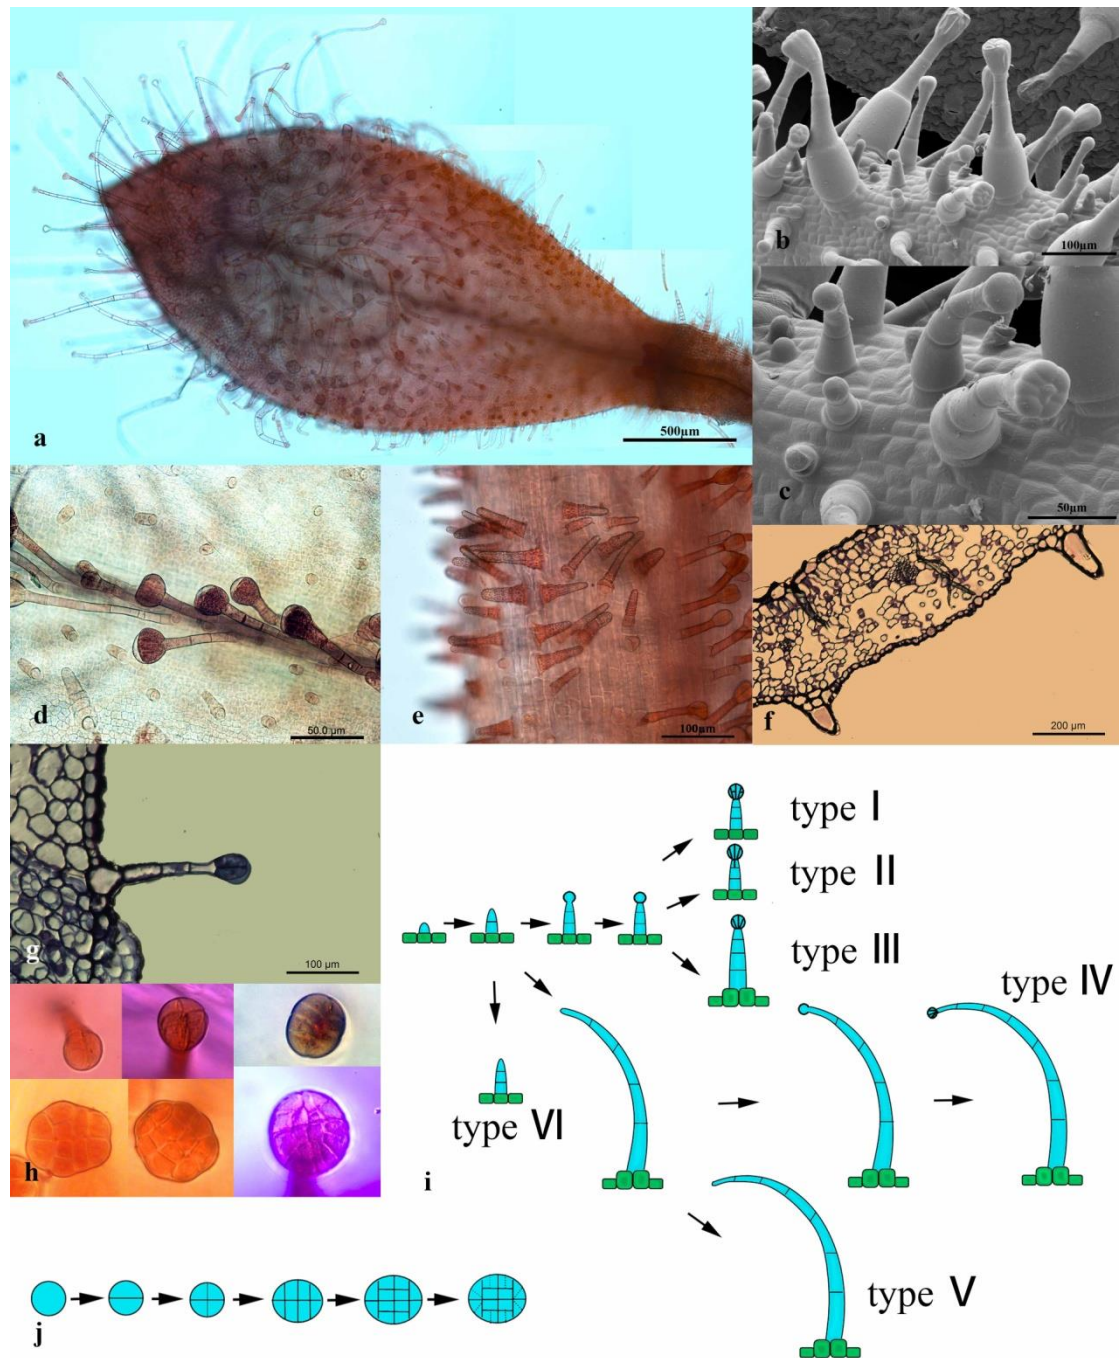 a
500µm
b
100µm
c
50µm
d
50.0 µm
e
100µm
f
200 µm
g
100 µm
h
type Ⅰ
type Ⅱ
type Ⅲ
type Ⅳ
type Ⅵ
i
type Ⅴ
j